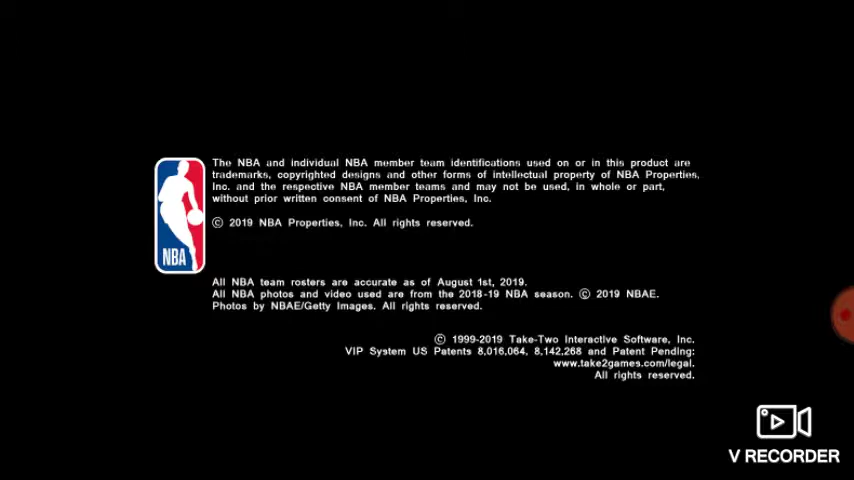 The NBA and individual NBA member team identifications used on or in this product are
trademarks, copyrighted designs and other forms of intellectual property of NBA Properties,
Inc. and the respective NBA member teams and may not be used, in whole or part,
without prior written consent of NBA Properties, Inc.
© 2019 NBA Properties, Inc. All rights reserved.
NBA
All NBA team rosters are accurate as of August 1st, 2019.
All NBA photos and video used are from the 2018-19 NBA season. © 2019 NBAE.
Photos by NBAE/Getty Images. All rights reserved.
© 1999-2019 Take-Two Interactive Software, Inc.
VIP System US Patents 8,016,064, 8,142,268 and Patent Pending:
www.take2games.com/legal.
All rights reserved.
V RECORDER